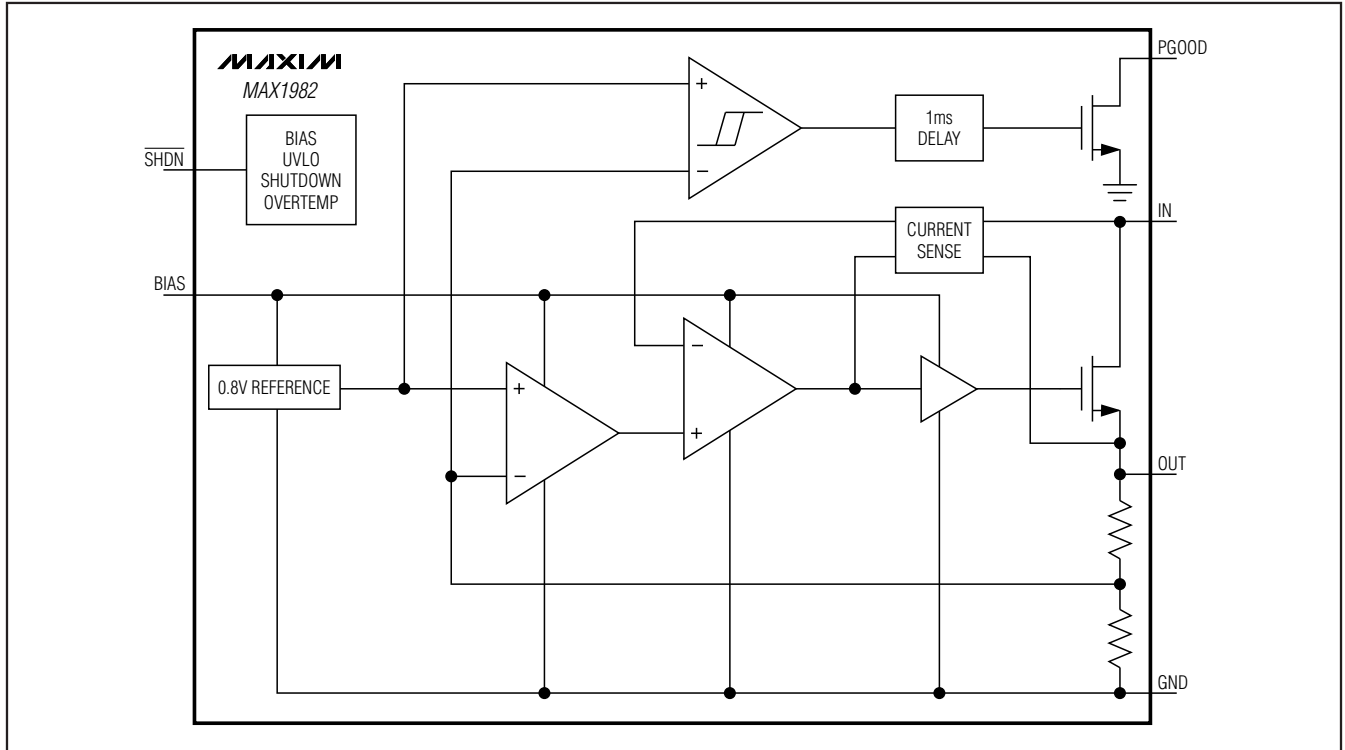 MAXIM
MAX1982
PGOOD
+
1ms
DELAY
BIAS
UVLO
SHUTDOWN
OVERTEMP
SHDN
−
IN
CURRENT
SENSE
BIAS
−
0.8V REFERENCE
+
+
−
OUT
GND